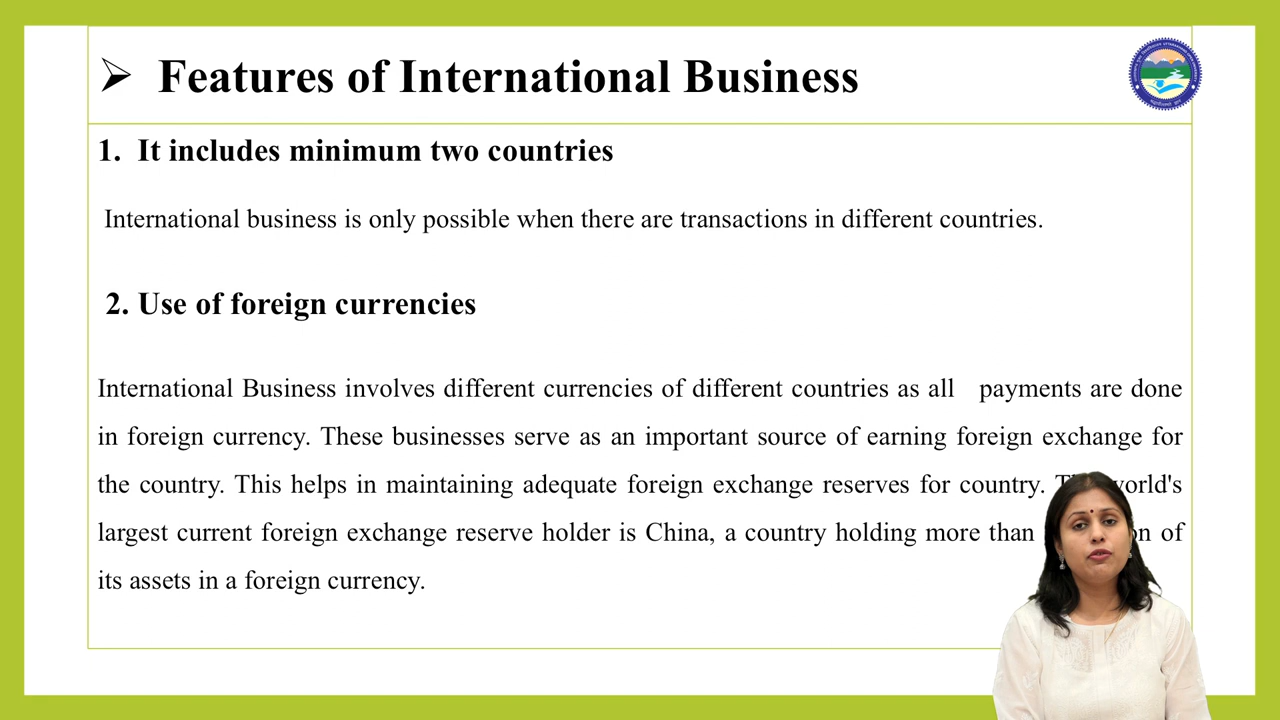 ➢ Features of International Business
1. It includes minimum two countries
International business is only possible when there are transactions in different countries.
2. Use of foreign currencies
International Business involves different currencies of different countries as all payments are done
in foreign currency. These businesses serve as an important source of earning foreign exchange for
the country. This helps in maintaining adequate foreign exchange reserves for country.
largest current foreign exchange reserve holder is China, a country holding more than of
its assets in a foreign currency.